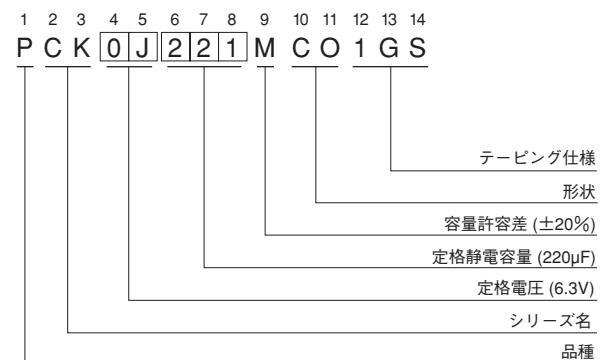 1 2 3 4 5 6 7 8 9 10 11 12 13 14
P C K 0 J 2 2 1 M C O 1 G S
テーピング仕様
形状
容量許容差 (±20%)
定格静電容量 (220µF)
定格電圧 (6.3V)
シリーズ名
品種